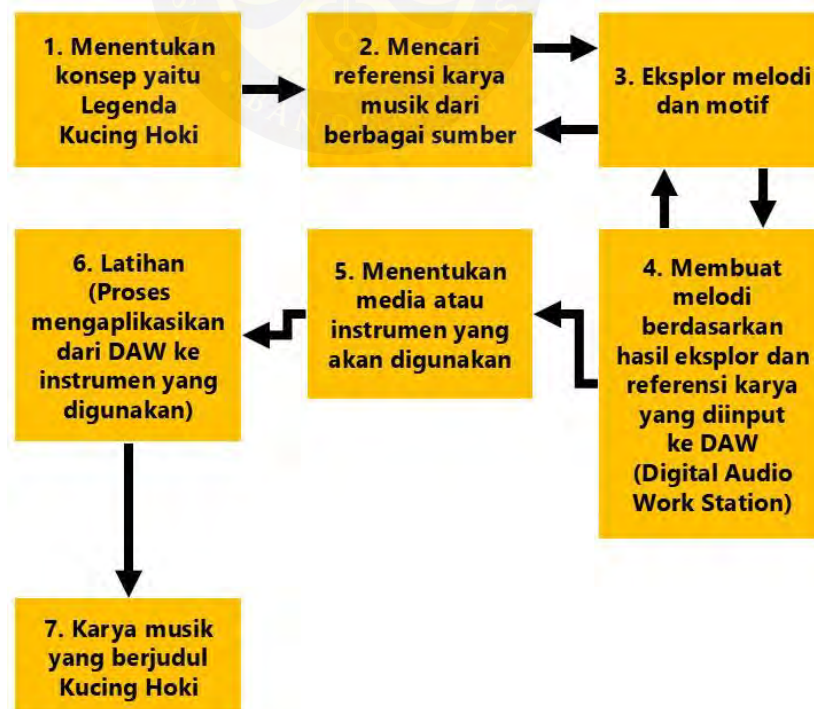 1. Menentukan
konsep yaitu
Legenda
Kucing Hoki
2. Mencari
referensi karya
musik dari
berbagai sumber
3. Eksplor melodi
dan motif
4. Membuat
melodi
berdasarkan
hasil eksplor dan
referensi karya
yang diinput
ke DAW
(Digital Audio
Work Station)
5. Menentukan
media atau
instrumen yang
akan digunakan
6. Latihan
(Proses
mengaplikasikan
dari DAW ke
instrumen yang
digunakan)
7. Karya musik
yang berjudul
Kucing Hoki